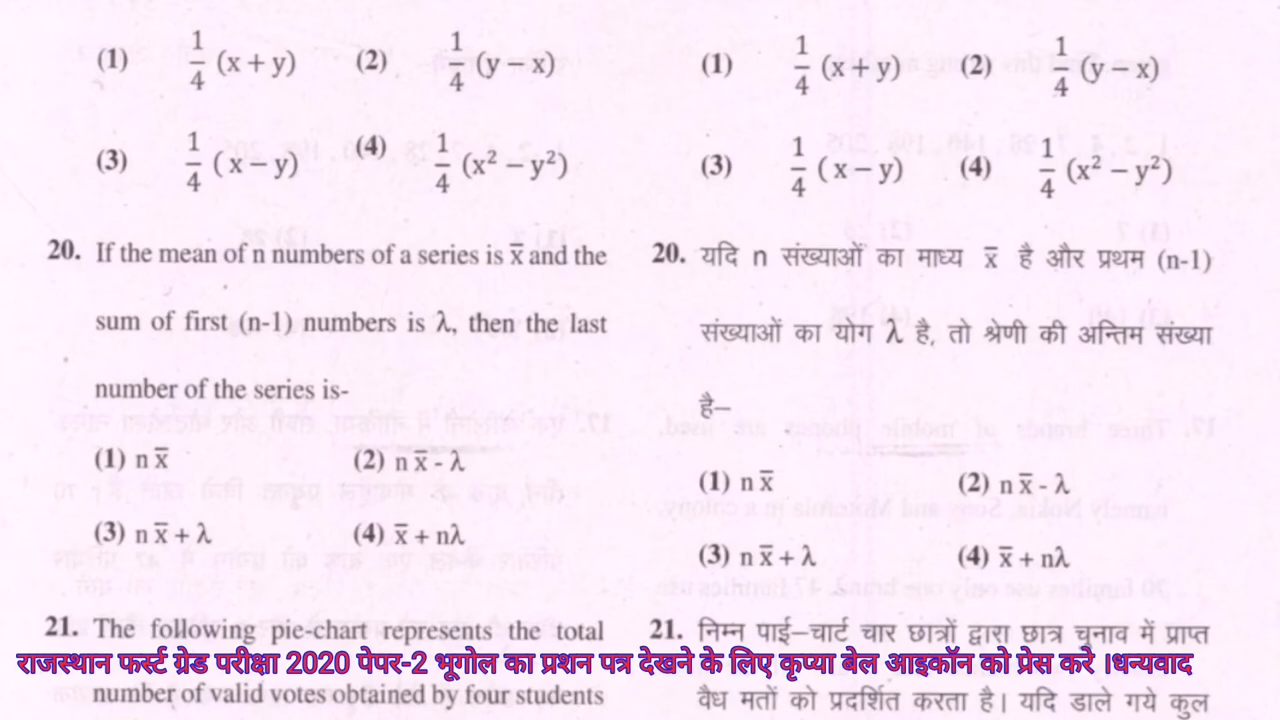 (1) 1/4 (x + y) (2) 1/4 (y – x)
(3) 1/4 (x – y) (4) 1/4 (x² – y²)
20. If the mean of n numbers of a series is x̅ and the
sum of first (n-1) numbers is λ, then the last
number of the series is-
(1) n x̅ (2) n x̅ - λ
(3) n x̅ + λ (4) x̅ + nλ
21. The following pie-chart represents the total
number of valid votes obtained by four students
(1) 1/4 (x + y) (2) 1/4 (y – x)
(3) 1/4 (x – y) (4) 1/4 (x² – y²)
20. यदि n संख्याओं का माध्य x̅ है और प्रथम (n-1)
संख्याओं का योग λ है, तो श्रेणी की अन्तिम संख्या
है–
(1) n x̅ (2) n x̅ - λ
(3) n x̅ + λ (4) x̅ + nλ
21. निम्न पाई–चार्ट चार छात्रों द्वारा छात्र चुनाव में प्राप्त
वैध मतों को प्रदर्शित करता है। यदि डाले गये कुल
राजस्थान फर्स्ट ग्रेड परीक्षा 2020 पेपर-2 भूगोल का प्रशन पत्र देखने के लिए कृप्या बेल आइकॉन को प्रेस करें ।धन्यवाद